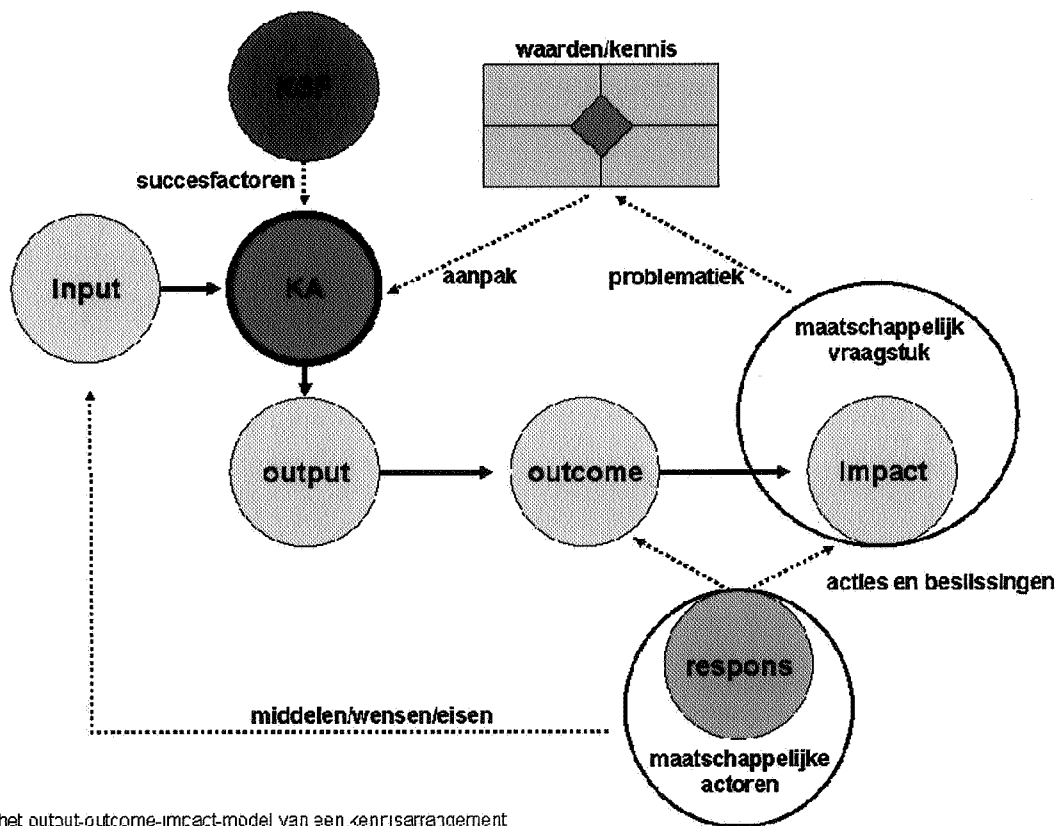 waarden/kennis
KSF
succesfactoren
Input
KA
aanpak
problematiek
maatschappelijk
vraagstuk
output
outcome
Impact
acties en beslissingen
respons
middelen/wensen/eisen
maatschappelijke
actoren
het output-outcome-impact-model van een kennisarrangement